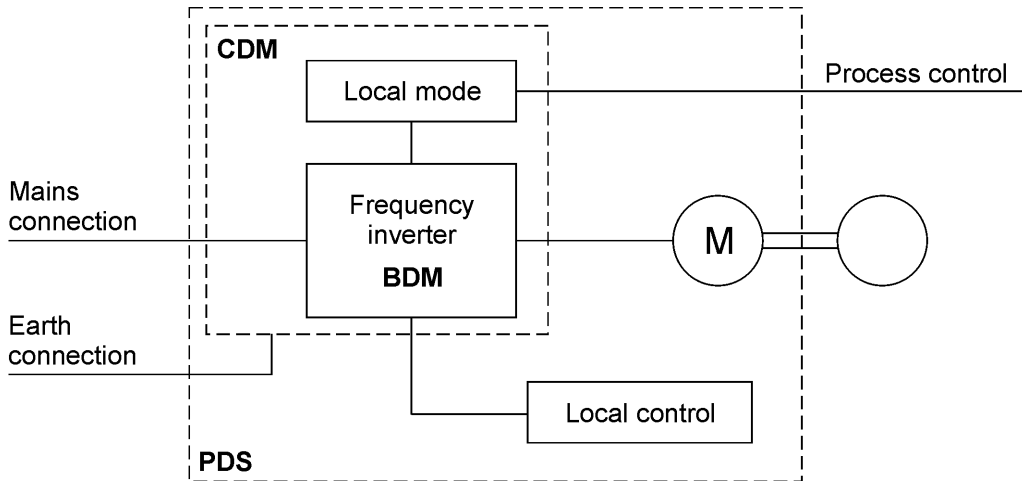 CDM
Local mode
Process control
Mains
connection
Frequency
inverter
BDM
M
Earth
connection
Local control
PDS